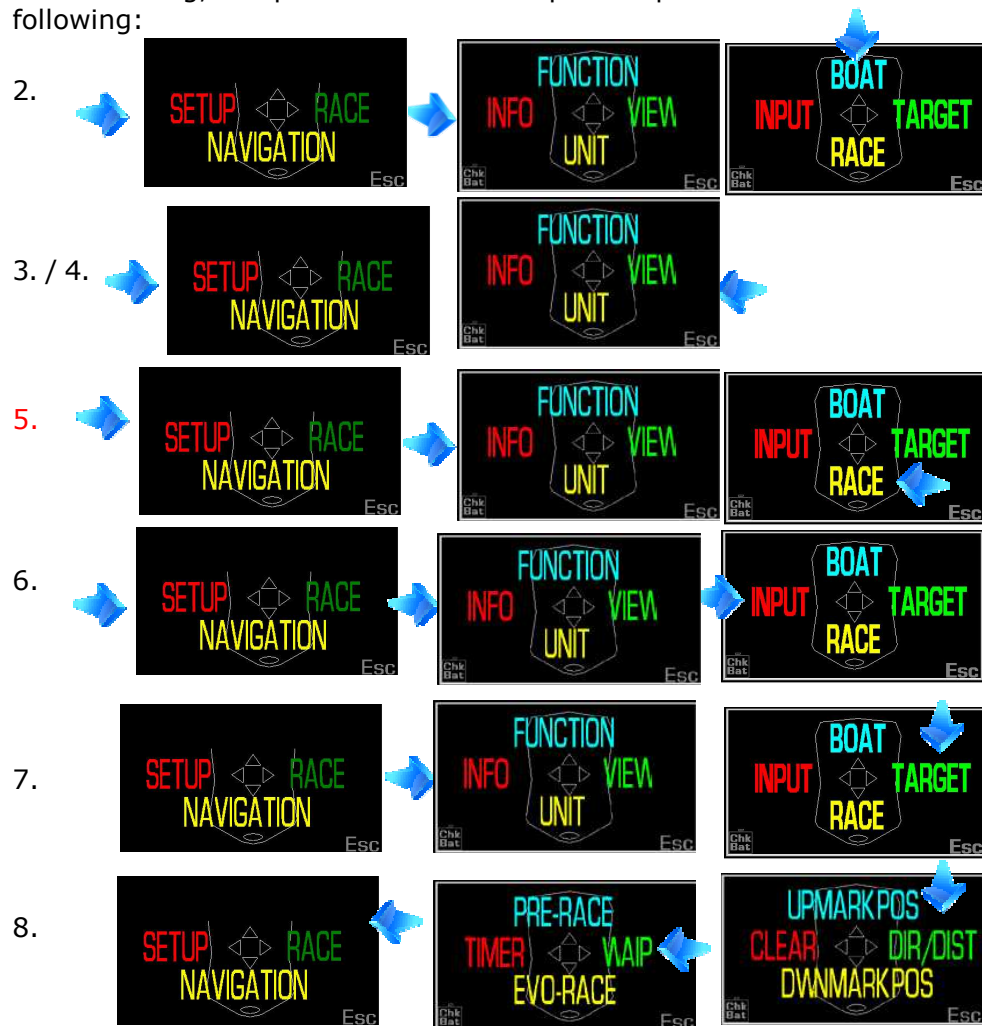 following:
2.
SETUP RACE
NAVIGATION
Esc
FUNCTION
INFO VIEW
UNIT
Chk
Bat Esc
BOAT
INPUT TARGET
RACE
Chk
Bat Esc
3. / 4.
SETUP RACE
NAVIGATION
Esc
FUNCTION
INFO VIEW
UNIT
Chk
Bat Esc
5.
SETUP RACE
NAVIGATION
Esc
FUNCTION
INFO VIEW
UNIT
Chk
Bat Esc
BOAT
INPUT TARGET
RACE
Chk
Bat Esc
6.
SETUP RACE
NAVIGATION
Esc
FUNCTION
INFO VIEW
UNIT
Chk
Bat Esc
BOAT
INPUT TARGET
RACE
Chk
Bat Esc
7.
SETUP RACE
NAVIGATION
Esc
FUNCTION
INFO VIEW
UNIT
Chk
Bat Esc
BOAT
INPUT TARGET
RACE
Chk
Bat Esc
8.
SETUP RACE
NAVIGATION
Esc
PRE-RACE
TIMER WAIP
EVO-RACE
Chk
Bat Esc
UPMARKPOS
CLEAR DIR/DIST
DWNMARKPOS
Chk
Bat Esc